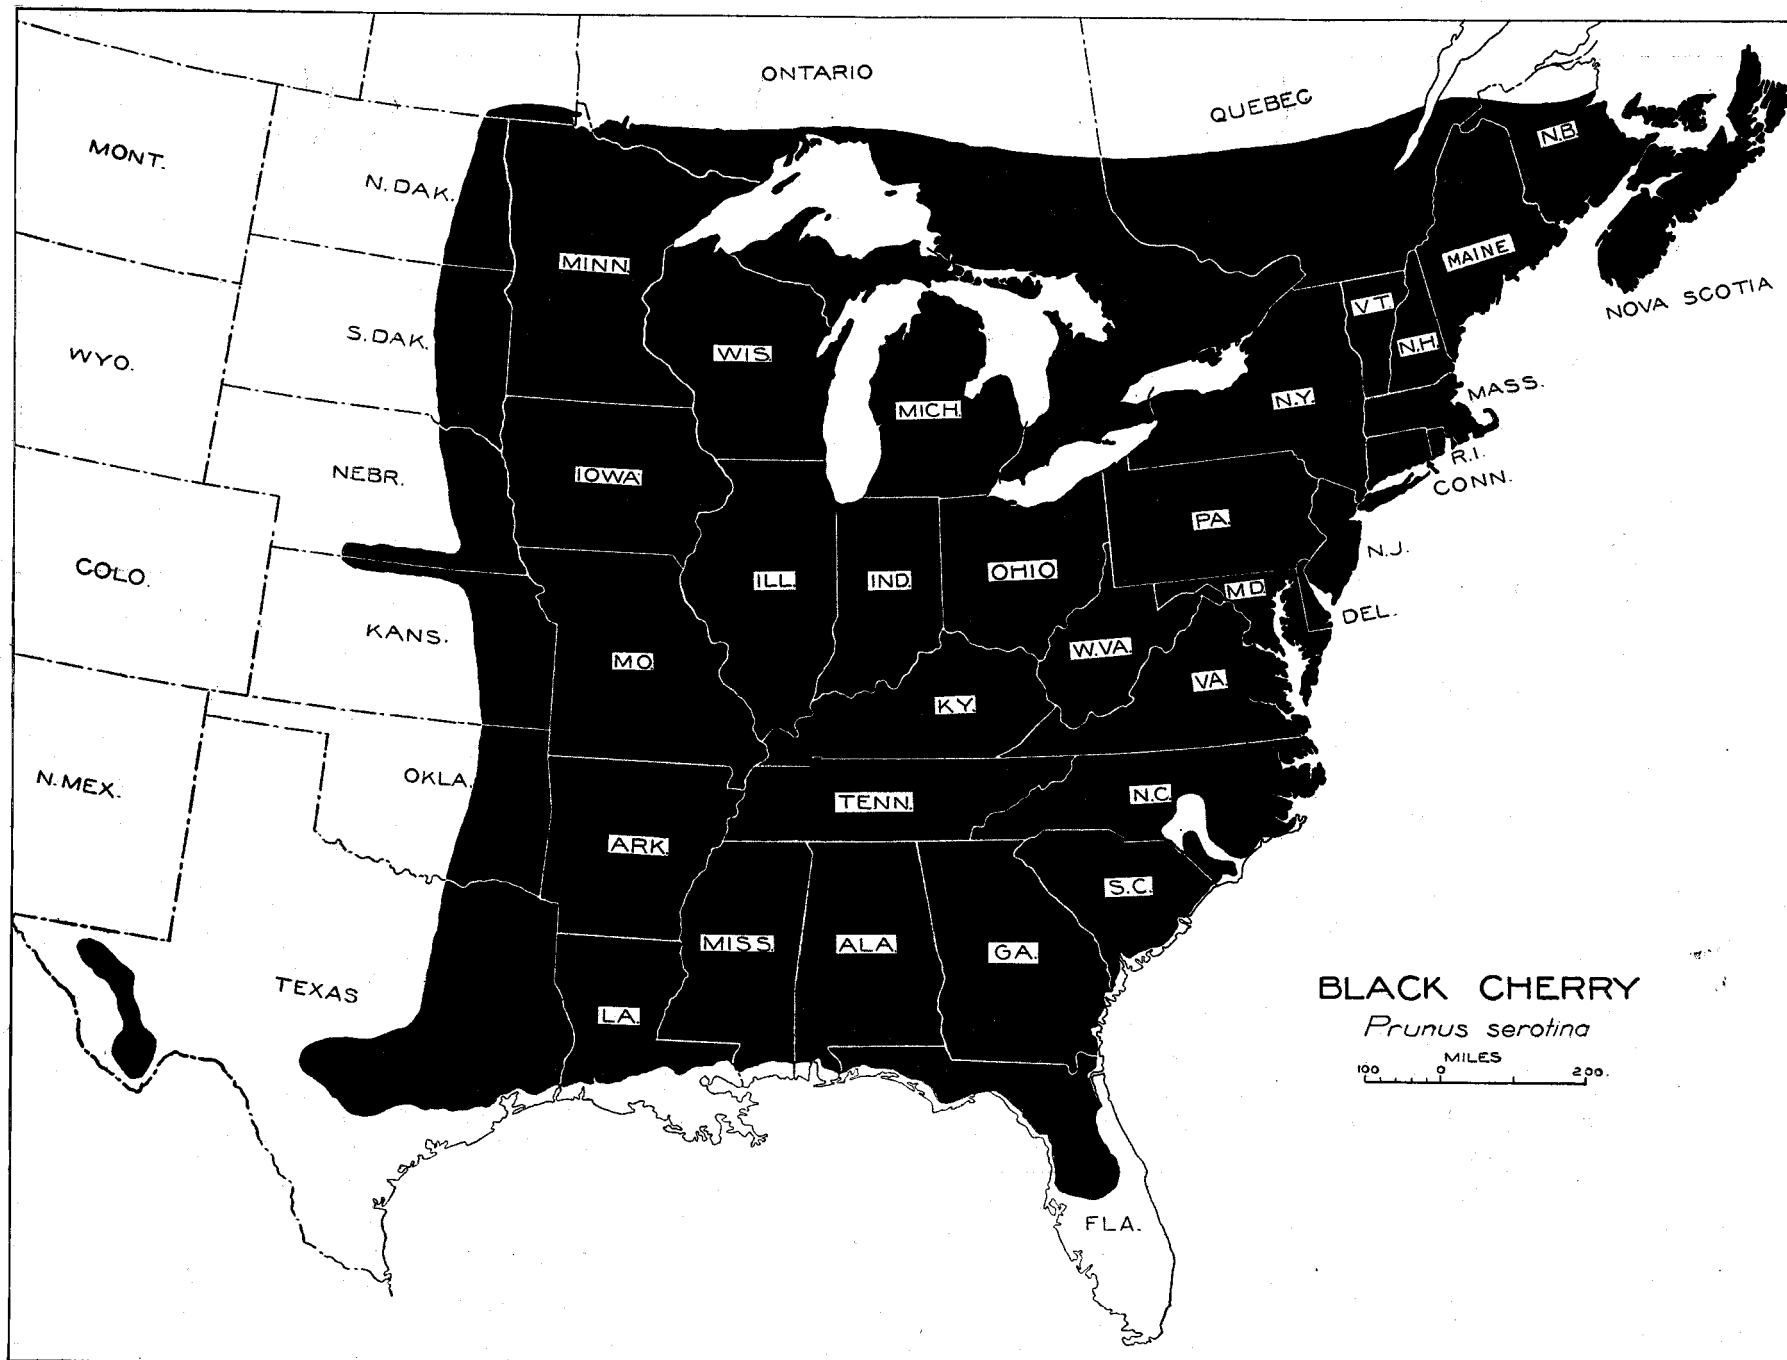 ONTARIO
QUEBEC
MONT.
N. DAK.
N.B.
MINN.
MAINE
NOVA SCOTIA
S. DAK.
WYO.
WIS.
VT.
N.H.
MASS.
MICH.
N.Y.
R.I.
CONN.
NEBR.
IOWA
PA.
N.J.
COLO.
ILL.
IND.
OHIO
MD.
DEL.
KANS.
MO.
W.VA.
VA.
KY.
N. MEX.
OKLA.
TENN.
N.C.
ARK.
S.C.
MISS.
ALA.
GA.
TEXAS
LA.
FLA.
BLACK CHERRY
Prunus serotina
MILES
100 0 200.